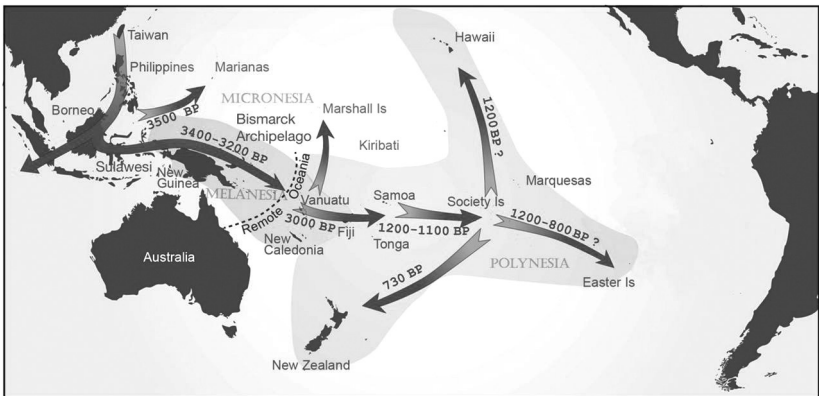 Taiwan
Hawaii
Philippines
Marianas
MICRONESIA
Borneo
3500 BP
Marshall Is
Bismarck
Archipelago
Kiribati
1200 BP ?
3400-3200 BP
Sulawesi
New
Guinea
MELANESIA
Remote Oceania
Vanuatu
Samoa
Society Is
Marquesas
3000 BP
Fiji
1200-1100 BP
1200-800 BP ?
New
Caledonia
Tonga
Australia
730 BP
POLYNESIA
Easter Is
New Zealand